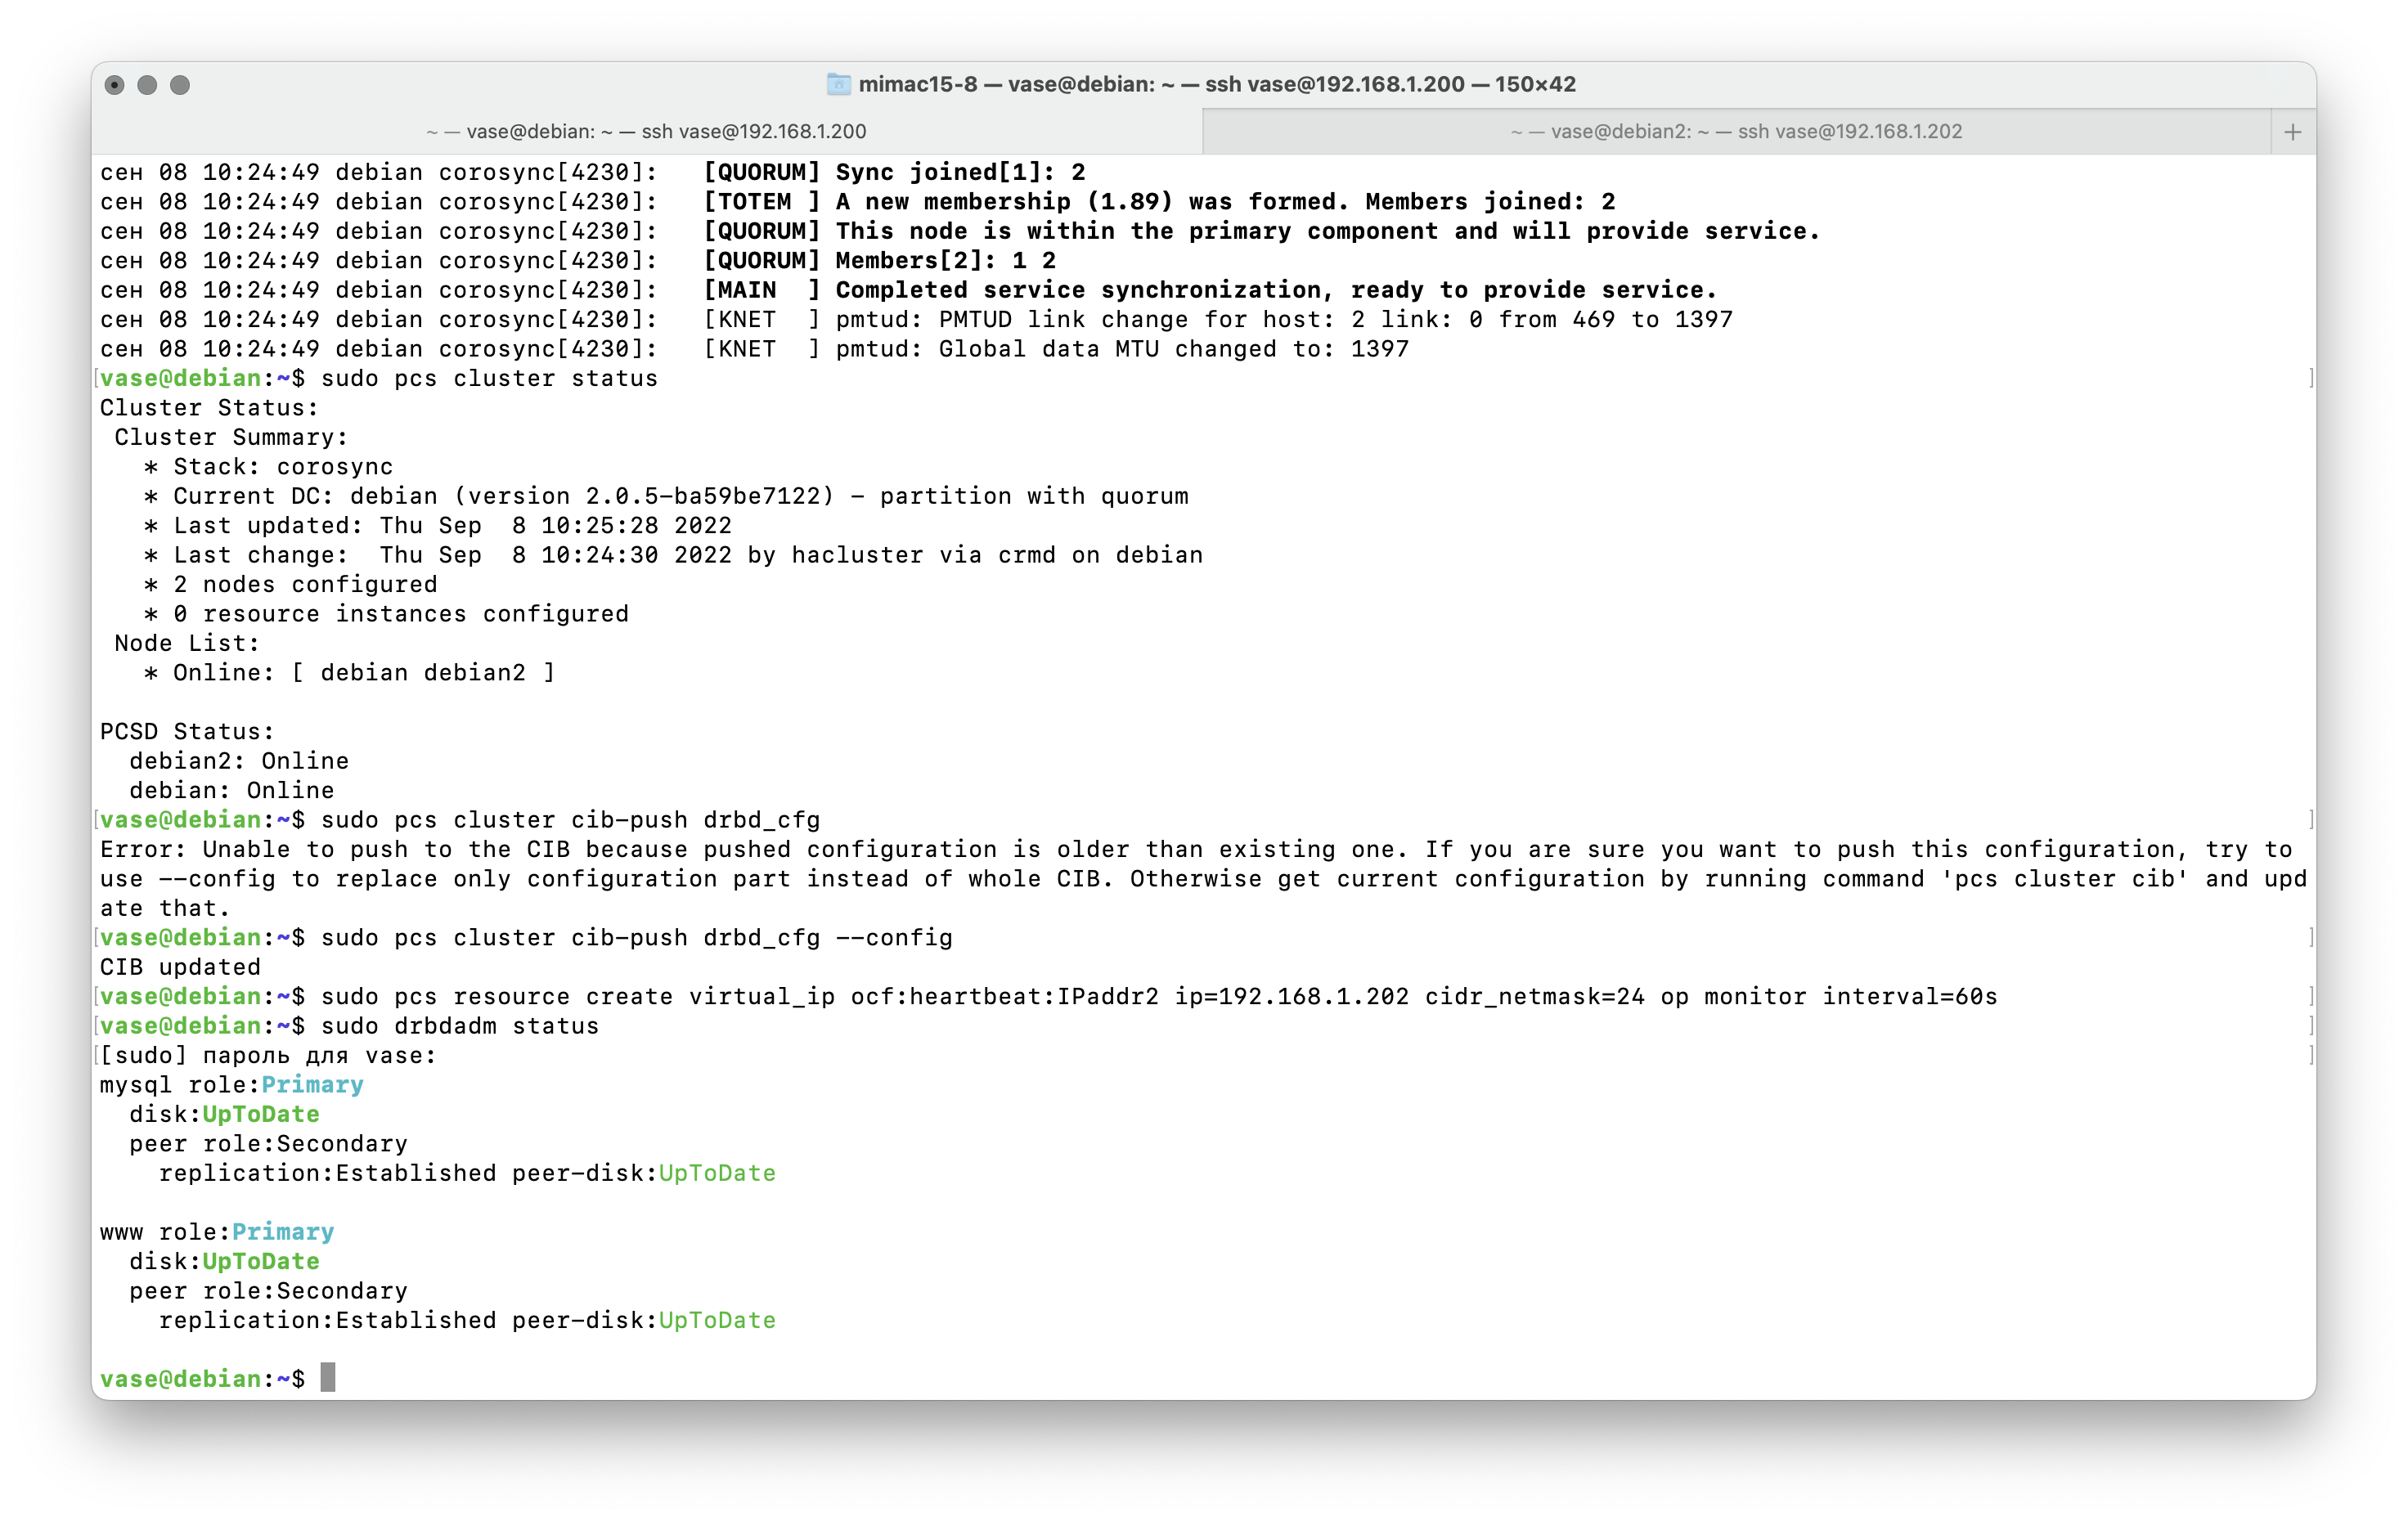 mimac15-8 — vase@debian: ~ — ssh vase@192.168.1.200 — 150×42
~ — vase@debian: ~ — ssh vase@192.168.1.200
~ — vase@debian2: ~ — ssh vase@192.168.1.202
+
сен 08 10:24:49 debian corosync[4230]:   [QUORUM] Sync joined[1]: 2
сен 08 10:24:49 debian corosync[4230]:   [TOTEM ] A new membership (1.89) was formed. Members joined: 2
сен 08 10:24:49 debian corosync[4230]:   [QUORUM] This node is within the primary component and will provide service.
сен 08 10:24:49 debian corosync[4230]:   [QUORUM] Members[2]: 1 2
сен 08 10:24:49 debian corosync[4230]:   [MAIN  ] Completed service synchronization, ready to provide service.
сен 08 10:24:49 debian corosync[4230]:   [KNET  ] pmtud: PMTUD link change for host: 2 link: 0 from 469 to 1397
сен 08 10:24:49 debian corosync[4230]:   [KNET  ] pmtud: Global data MTU changed to: 1397
[vase@debian:~$ sudo pcs cluster status ]
Cluster Status:
 Cluster Summary:
   * Stack: corosync
   * Current DC: debian (version 2.0.5-ba59be7122) - partition with quorum
   * Last updated: Thu Sep  8 10:25:28 2022
   * Last change:  Thu Sep  8 10:24:30 2022 by hacluster via crmd on debian
   * 2 nodes configured
   * 0 resource instances configured
 Node List:
   * Online: [ debian debian2 ]
PCSD Status:
  debian2: Online
  debian: Online
[vase@debian:~$ sudo pcs cluster cib-push drbd_cfg ]
Error: Unable to push to the CIB because pushed configuration is older than existing one. If you are sure you want to push this configuration, try to
use --config to replace only configuration part instead of whole CIB. Otherwise get current configuration by running command 'pcs cluster cib' and upd
ate that.
[vase@debian:~$ sudo pcs cluster cib-push drbd_cfg --config ]
CIB updated
[vase@debian:~$ sudo pcs resource create virtual_ip ocf:heartbeat:IPaddr2 ip=192.168.1.202 cidr_netmask=24 op monitor interval=60s ]
[vase@debian:~$ sudo drbdadm status ]
[[sudo] пароль для vase: ]
mysql role:Primary
  disk:UpToDate
  peer role:Secondary
    replication:Established peer-disk:UpToDate
www role:Primary
  disk:UpToDate
  peer role:Secondary
    replication:Established peer-disk:UpToDate
vase@debian:~$